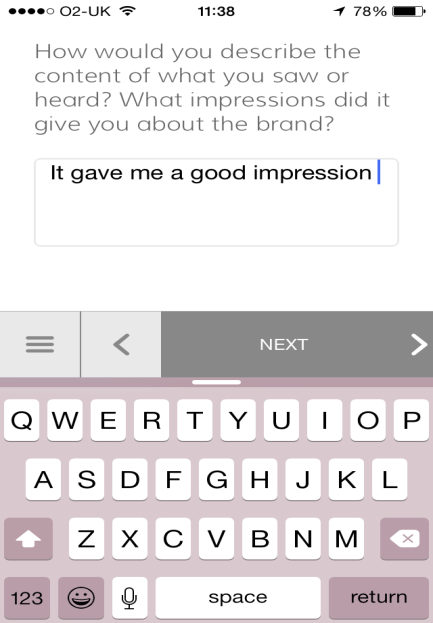 O2-UK 11:38 78%
How would you describe the
content of what you saw or
heard? What impressions did it
give you about the brand?
It gave me a good impression
NEXT
Q W E R T Y U I O P
A S D F G H J K L
Z X C V B N M
123 space return